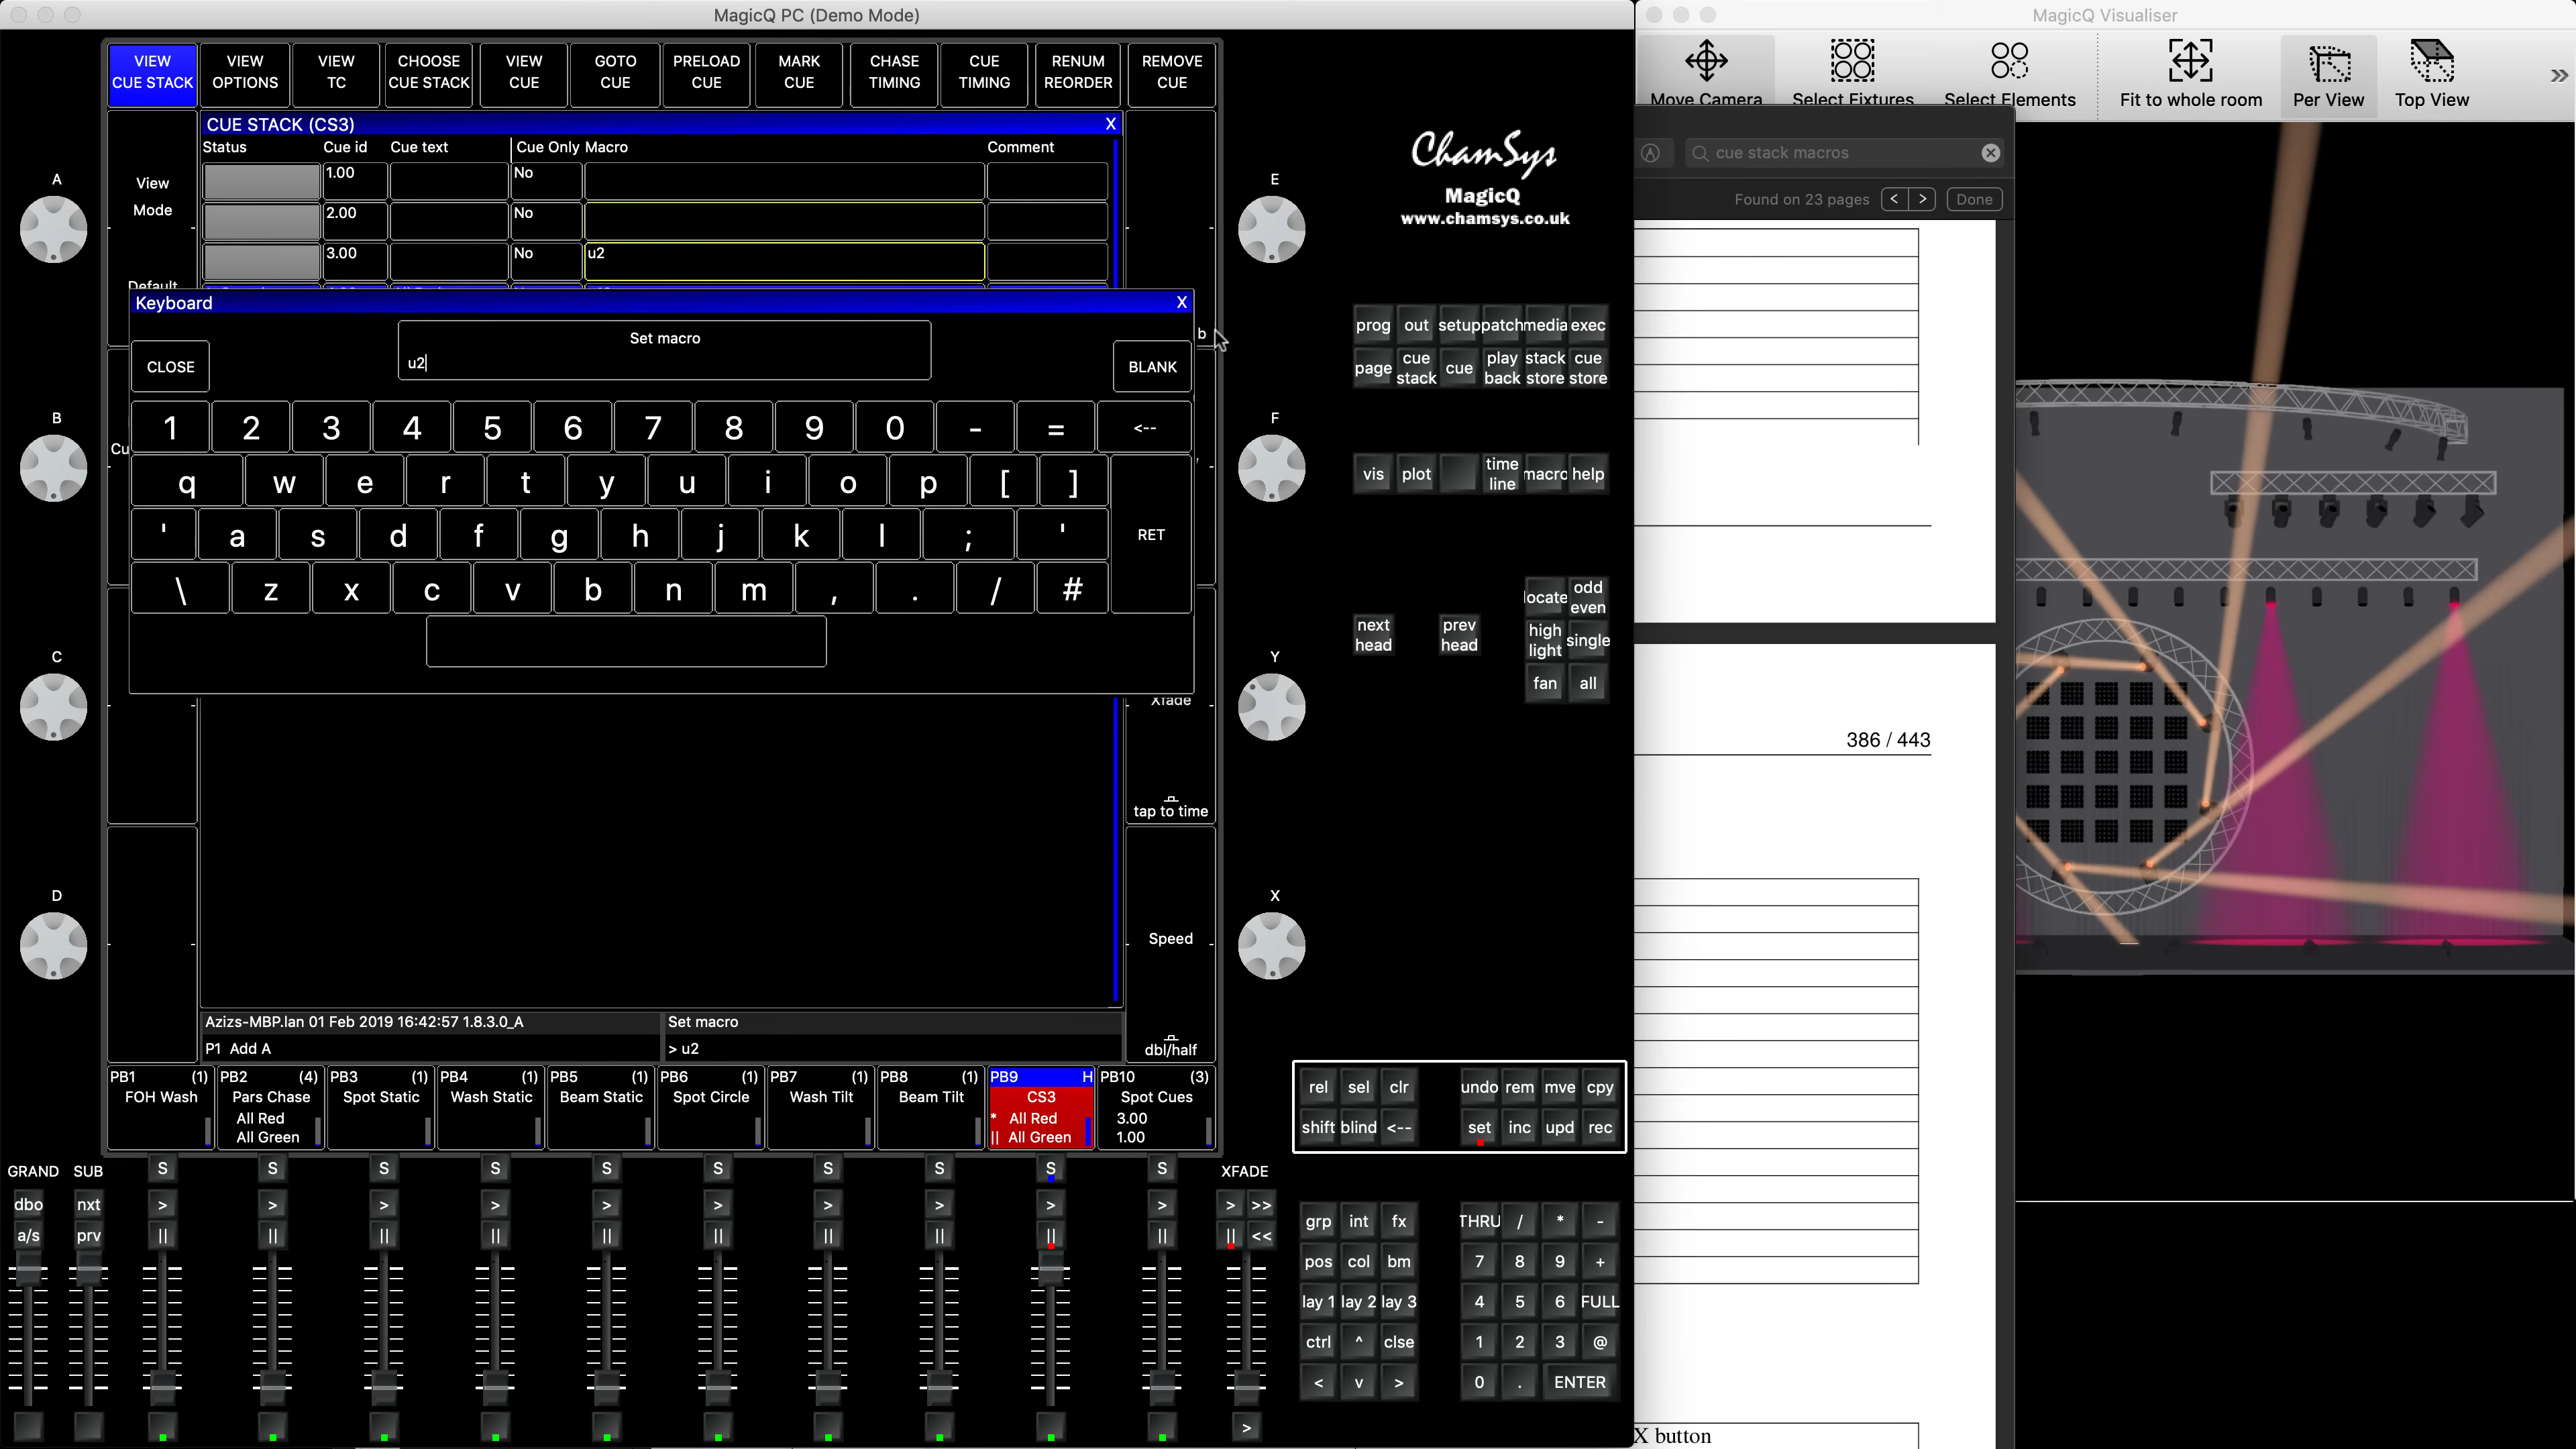 MagicQ PC (Demo Mode)
VIEW CUE STACK
VIEW OPTIONS
VIEW TC
CHOOSE CUE STACK
VIEW CUE
GOTO CUE
PRELOAD CUE
MARK CUE
CHASE TIMING
CUE TIMING
RENUM REORDER
REMOVE CUE
CUE STACK (CS3) X
Status Cue id Cue text Cue Only Macro Comment
1.00 No
2.00 No
3.00 No u2
View
Mode
Default
Keyboard X
Set macro
u2
CLOSE
BLANK
b
Cu
1 2 3 4 5 6 7 8 9 0 - = <--
q w e r t y u i o p [ ]
' a s d f g h j k l ; ' RET
\ z x c v b n m , . / #
Xfade
tap to time
Speed
dbl/half
Azizs-MBP.lan 01 Feb 2019 16:42:57 1.8.3.0_A
Set macro
P1 Add A
> u2
PB1 (1) FOH Wash
PB2 (4) Pars Chase
All Red
All Green
PB3 (1) Spot Static
PB4 (1) Wash Static
PB5 (1) Beam Static
PB6 (1) Spot Circle
PB7 (1) Wash Tilt
PB8 (1) Beam Tilt
PB9 H CS3
* All Red
|| All Green
PB10 (3) Spot Cues
3.00
1.00
A
B
C
D
E
F
Y
X
GRAND SUB S S S S S S S S S S XFADE
dbo nxt > > > > > > > > > > > >>
a/s prv || || || || || || || || || || || <<
>
ChamSys
MagicQ
www.chamsys.co.uk
prog out setup patch media exec
page cue stack cue play back stack store cue store
vis plot time line macro help
next head prev head
locate odd even
high light single
fan all
rel sel clr undo rem mve cpy
shift blind <-- set inc upd rec
grp int fx THRU / * -
pos col bm 7 8 9 +
lay 1 lay 2 lay 3 4 5 6 FULL
ctrl ^ clse 1 2 3 @
< v > 0 . ENTER
MagicQ Visualiser
Move Camera
Select Fixtures
Select Elements
Fit to whole room
Per View
Top View
cue stack macros
Found on 23 pages < > Done
386 / 443
X button